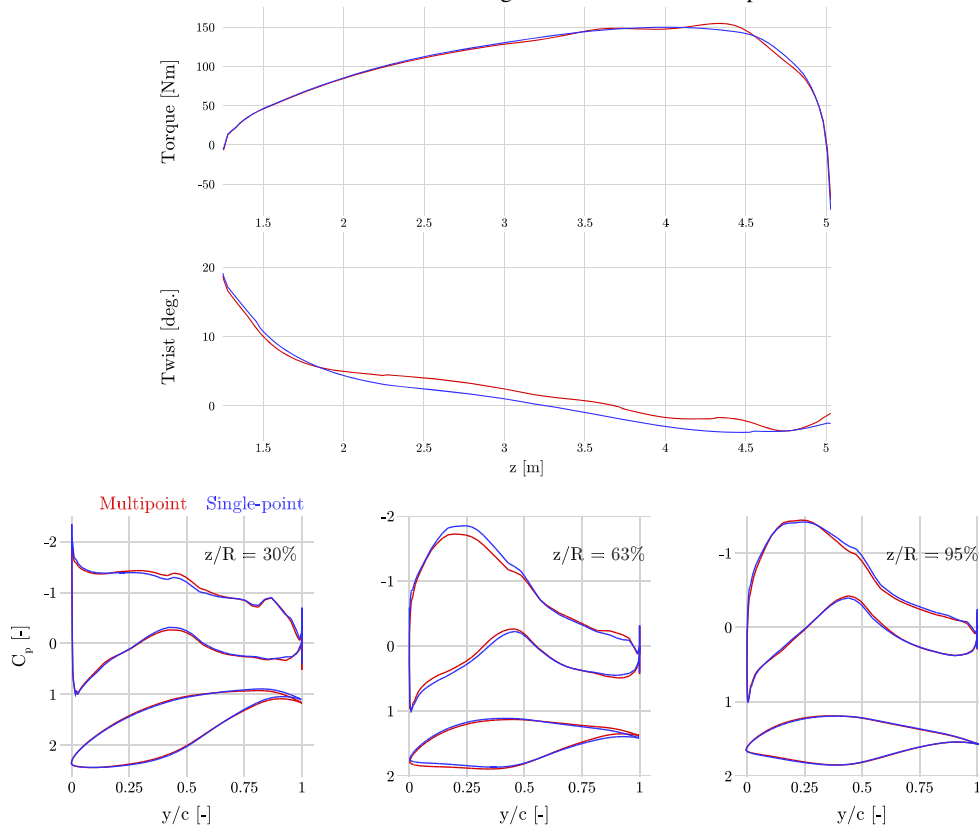 150
100
50
0
-50
Torque [Nm]
1.5 2 2.5 3 3.5 4 4.5 5
20
10
0
Twist [deg.]
1.5 2 2.5 3 3.5 4 4.5 5
z [m]
Multipoint Single-point
-2
-1
0
1
2
C_p [-]
z/R = 30%
0 0.25 0.5 0.75 1
y/c [-]
-2
-1
0
1
2
z/R = 63%
0 0.25 0.5 0.75 1
y/c [-]
-1
0
1
2
z/R = 95%
0 0.25 0.5 0.75 1
y/c [-]